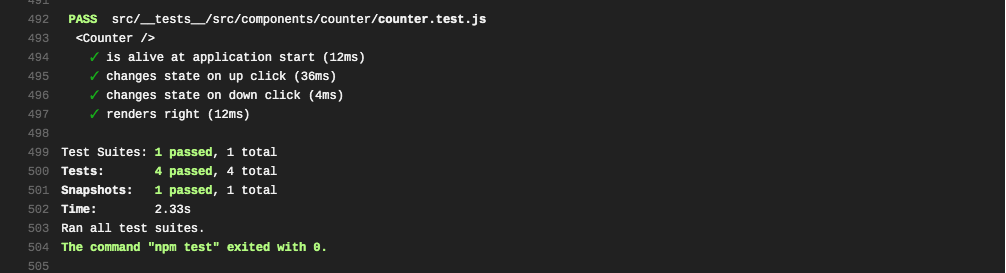 491
492 PASS src/__tests__/src/components/counter/counter.test.js
493 <Counter />
494 ✓ is alive at application start (12ms)
495 ✓ changes state on up click (36ms)
496 ✓ changes state on down click (4ms)
497 ✓ renders right (12ms)
498
499 Test Suites: 1 passed, 1 total
500 Tests: 4 passed, 4 total
501 Snapshots: 1 passed, 1 total
502 Time: 2.33s
503 Ran all test suites.
504 The command "npm test" exited with 0.
505